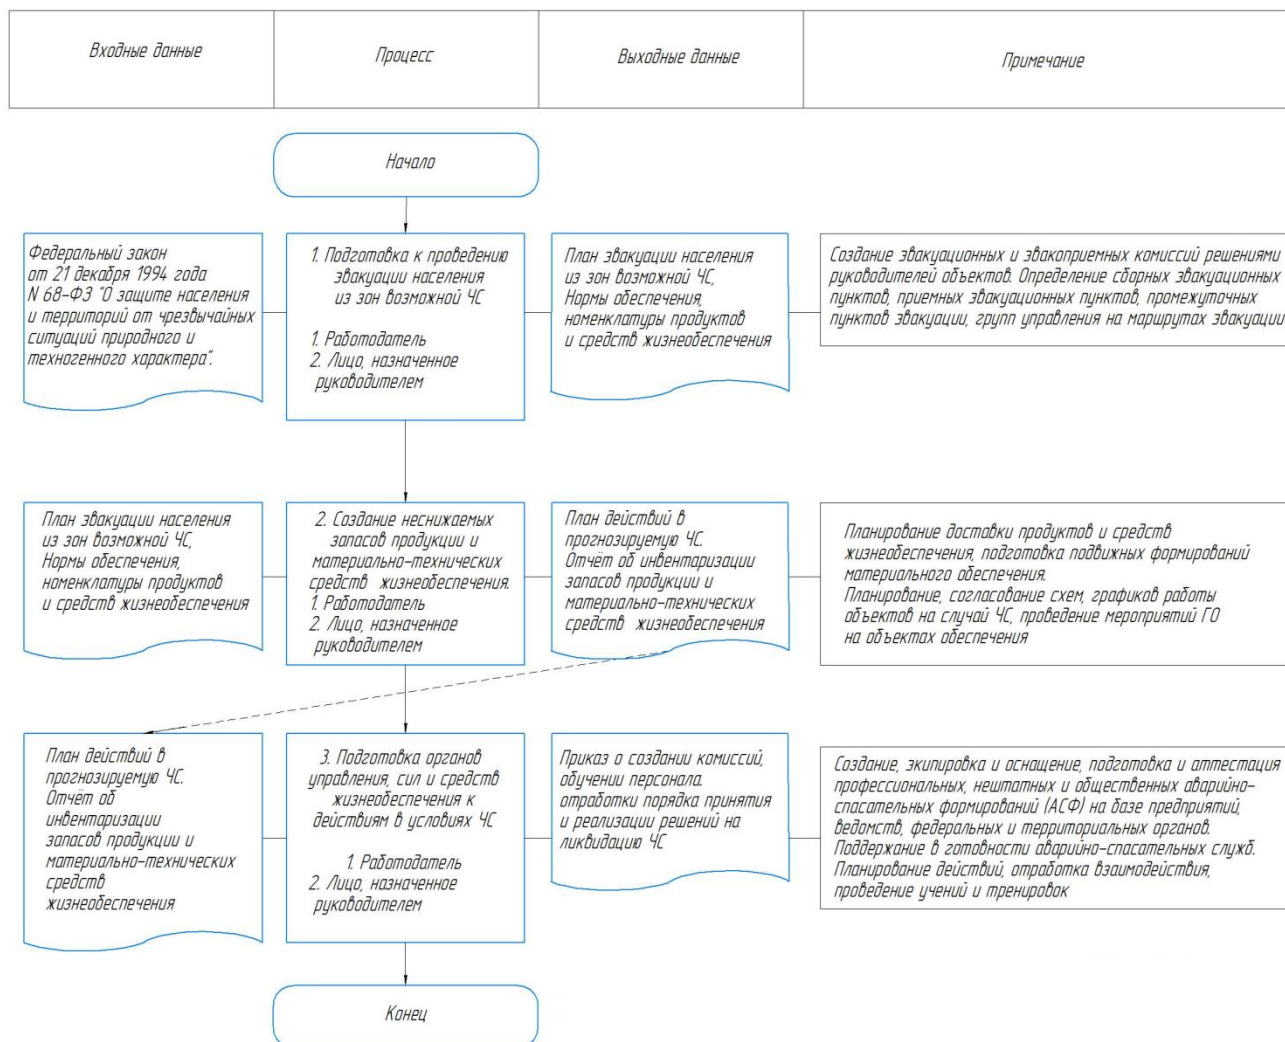 Входные данные
Процесс
Выходные данные
Примечание
Начало
Федеральный закон
от 21 декабря 1994 года
N 68-ФЗ "О защите населения
и территорий от чрезвычайных
ситуаций природного и
техногенного характера".
1. Подготовка к проведению
эвакуации населения
из зон возможной ЧС
1. Работодатель
2. Лицо, назначенное
руководителем
План эвакуации населения
из зон возможной ЧС,
Нормы обеспечения,
номенклатуры продуктов
и средств жизнеобеспечения
Создание эвакуационных и эвакоприемных комиссий решениями
руководителей объектов. Определение сборных эвакуационных
пунктов, приемных эвакуационных пунктов, промежуточных
пунктов эвакуации, групп управления на маршрутах эвакуации
План эвакуации населения
из зон возможной ЧС,
Нормы обеспечения,
номенклатуры продуктов
и средств жизнеобеспечения
2. Создание неснижаемых
запасов продукции и
материально-технических
средств жизнеобеспечения.
1. Работодатель
2. Лицо, назначенное
руководителем
План действий в
прогнозируемую ЧС.
Отчёт об инвентаризации
запасов продукции и
материально-технических
средств жизнеобеспечения
Планирование доставки продуктов и средств
жизнеобеспечения, подготовка подвижных формирований
материального обеспечения.
Планирование, согласование схем, графиков работы
объектов на случай ЧС, проведение мероприятий ГО
на объектах обеспечения
План действий в
прогнозируемую ЧС.
Отчёт об
инвентаризации
запасов продукции и
материально-технических
средств
жизнеобеспечения
3. Подготовка органов
управления, сил и средств
жизнеобеспечения к
действиям в условиях ЧС
1. Работодатель
2. Лицо, назначенное
руководителем
Приказ о создании комиссий,
обучении персонала.
отработки порядка принятия
и реализации решений на
ликвидацию ЧС
Создание, экипировка и оснащение, подготовка и аттестация
профессиональных, нештатных и общественных аварийно-
спасательных формирований (АСФ) на базе предприятий,
ведомств, федеральных и территориальных органов.
Поддержание в готовности аварийно-спасательных служб.
Планирование действий, отработка взаимодействия,
проведение учений и тренировок
Конец